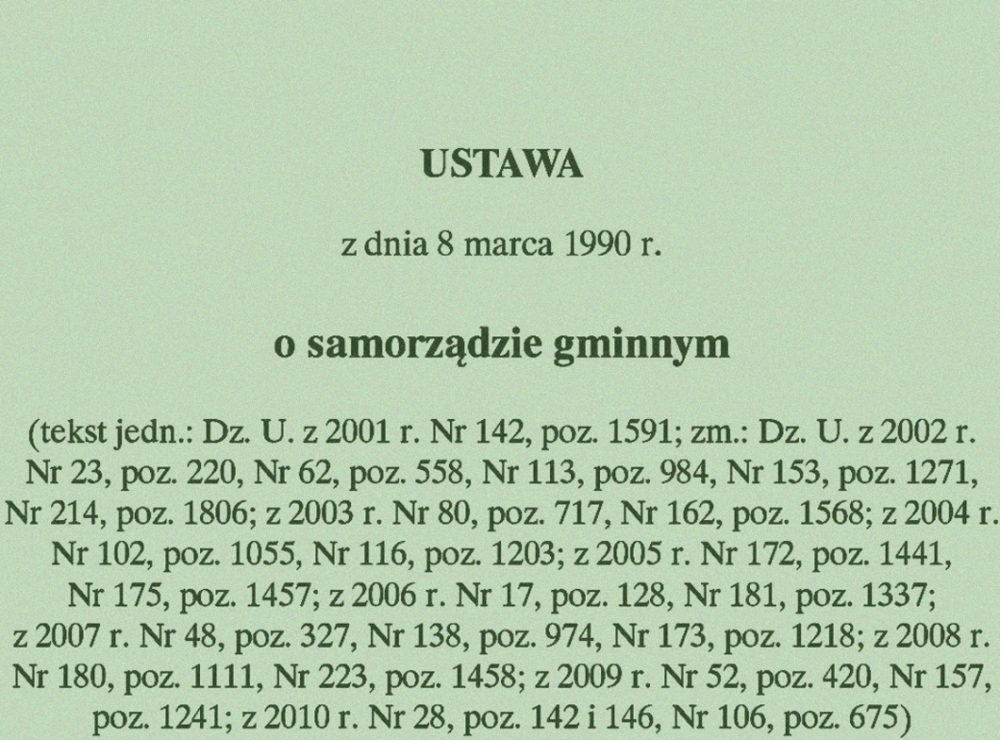 USTAWA
z dnia 8 marca 1990 r.
o samorządzie gminnym
(tekst jedn.: Dz. U. z 2001 r. Nr 142, poz. 1591; zm.: Dz. U. z 2002 r.
Nr 23, poz. 220, Nr 62, poz. 558, Nr 113, poz. 984, Nr 153, poz. 1271,
Nr 214, poz. 1806; z 2003 r. Nr 80, poz. 717, Nr 162, poz. 1568; z 2004 r.
Nr 102, poz. 1055, Nr 116, poz. 1203; z 2005 r. Nr 172, poz. 1441,
Nr 175, poz. 1457; z 2006 r. Nr 17, poz. 128, Nr 181, poz. 1337;
z 2007 r. Nr 48, poz. 327, Nr 138, poz. 974, Nr 173, poz. 1218; z 2008 r.
Nr 180, poz. 1111, Nr 223, poz. 1458; z 2009 r. Nr 52, poz. 420, Nr 157,
poz. 1241; z 2010 r. Nr 28, poz. 142 i 146, Nr 106, poz. 675)